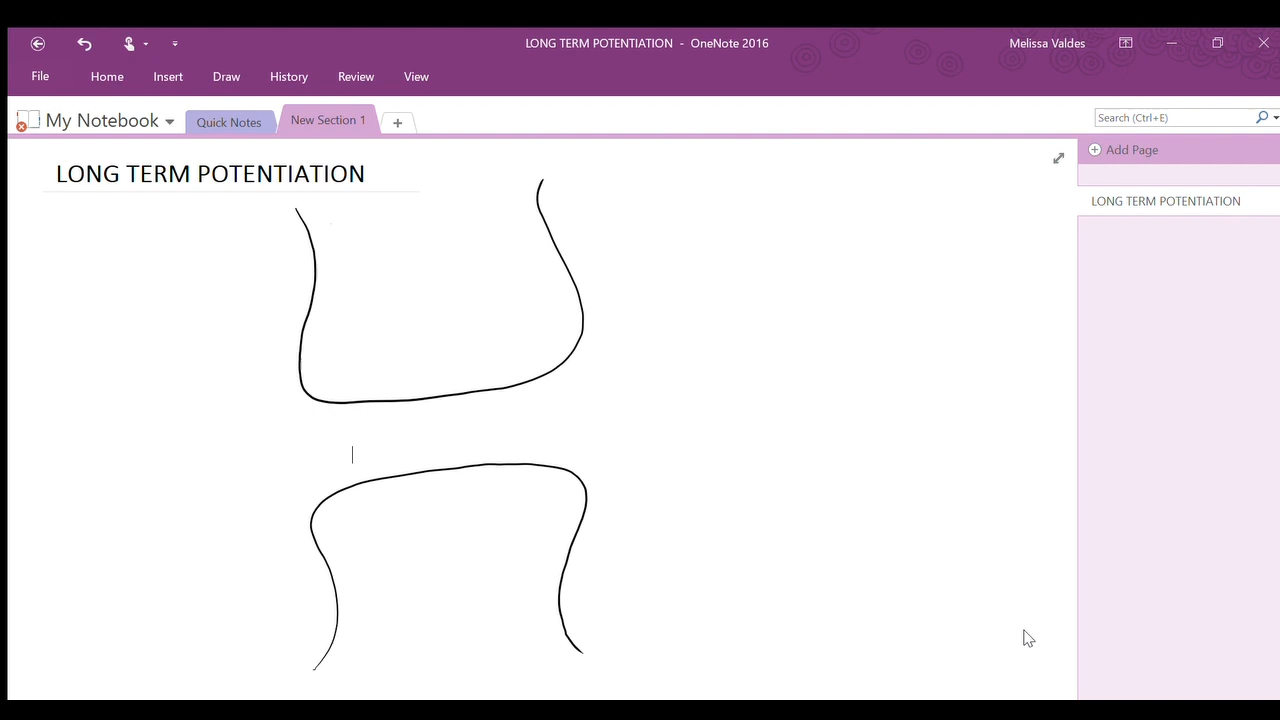 LONG TERM POTENTIATION - OneNote 2016
Melissa Valdes
File Home Insert Draw History Review View
My Notebook
Quick Notes
New Section 1
Search (Ctrl+E)
Add Page
LONG TERM POTENTIATION
LONG TERM POTENTIATION